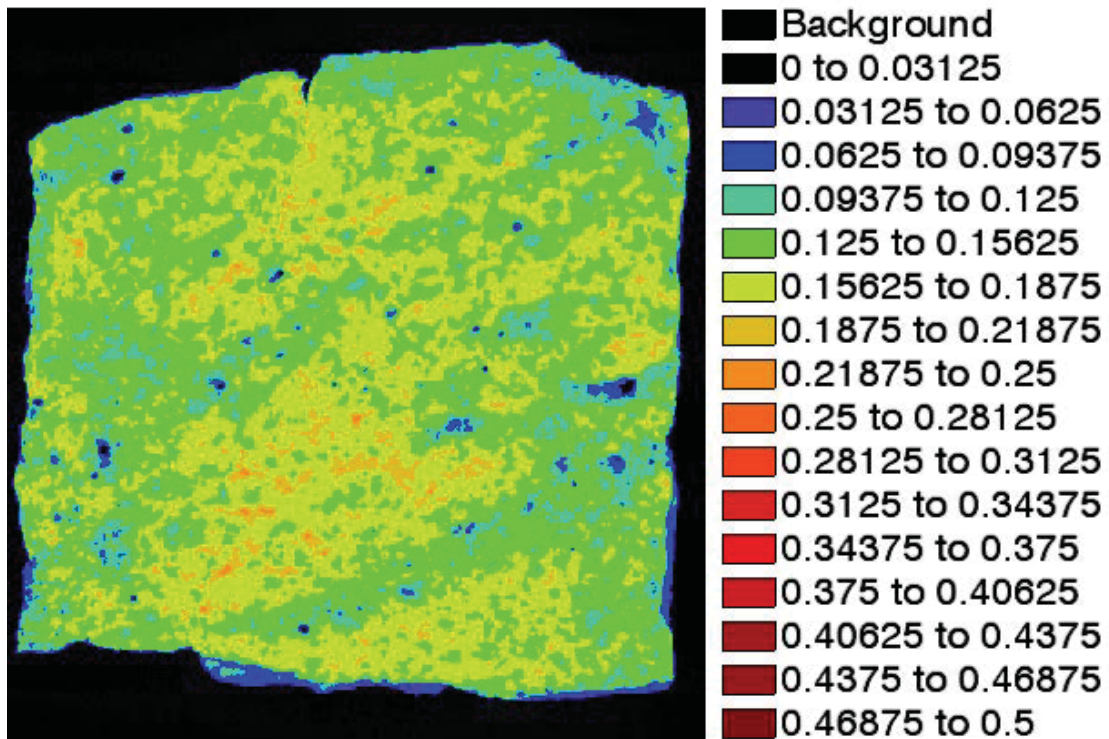 Background
0 to 0.03125
0.03125 to 0.0625
0.0625 to 0.09375
0.09375 to 0.125
0.125 to 0.15625
0.15625 to 0.1875
0.1875 to 0.21875
0.21875 to 0.25
0.25 to 0.28125
0.28125 to 0.3125
0.3125 to 0.34375
0.34375 to 0.375
0.375 to 0.40625
0.40625 to 0.4375
0.4375 to 0.46875
0.46875 to 0.5